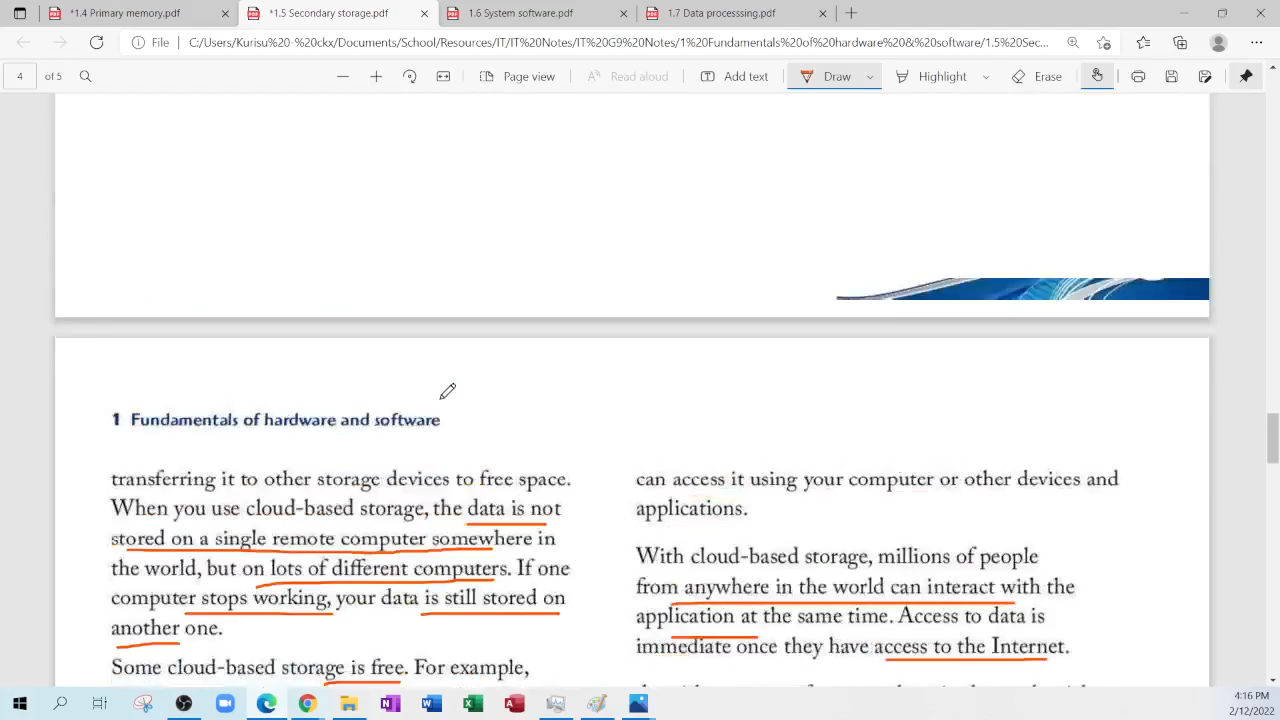 *1.4 Primary memory.pdf
*1.5 Secondary storage.pdf
1.6 System software.pdf
1.7 Data processsing.pdf
File
C:/Users/Kurisu%20-%20ckx/Documents/School/Resources/IT/IT%20Notes/IT%20G9%20Notes/1%20Fundamentals%20of%20hardware%20&%20software/1.5%20Sec...
4 of 5
Page view
Read aloud
Add text
Draw
Highlight
Erase
1 Fundamentals of hardware and software
transferring it to other storage devices to free space.
When you use cloud-based storage, the data is not
stored on a single remote computer somewhere in
the world, but on lots of different computers. If one
computer stops working, your data is still stored on
another one.
Some cloud-based storage is free. For example,
can access it using your computer or other devices and
applications.
With cloud-based storage, millions of people
from anywhere in the world can interact with the
application at the same time. Access to data is
immediate once they have access to the Internet.
4:16 PM
2/12/2022